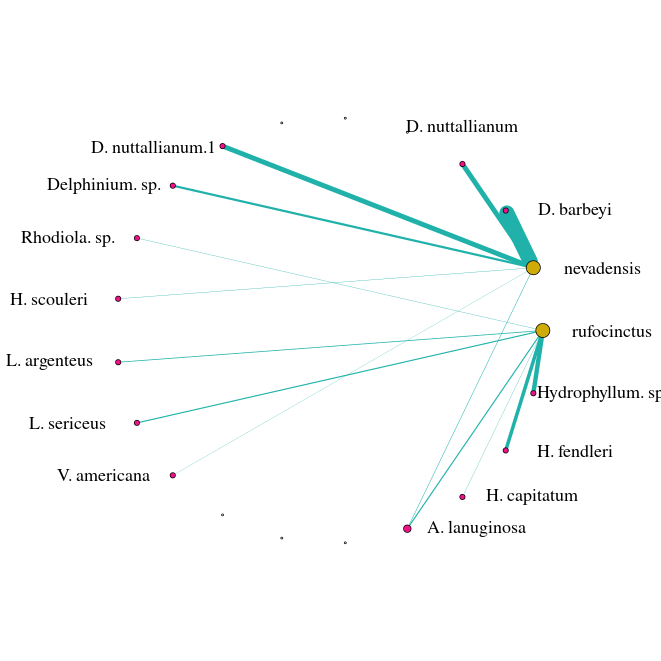 D. nuttallianum
D. nuttallianum.1
Delphinium. sp.
D. barbeyi
Rhodiola. sp.
nevadensis
H. scouleri
rufocinctus
L. argenteus
Hydrophyllum. sp
L. sericeus
H. fendleri
V. americana
H. capitatum
A. lanuginosa